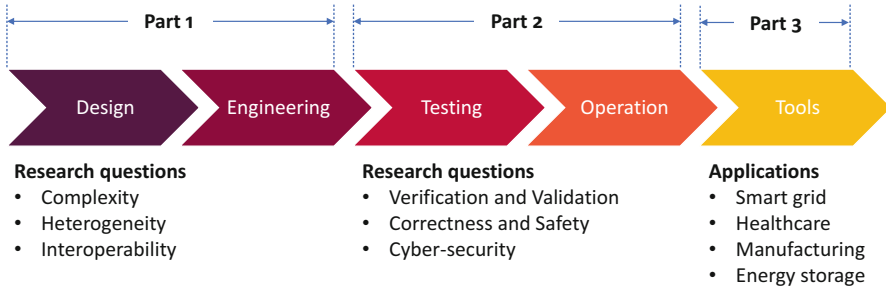 Part 1
Part 2
Part 3
Design
Engineering
Testing
Operation
Tools
Research questions
• Complexity
• Heterogeneity
• Interoperability
Research questions
• Verification and Validation
• Correctness and Safety
• Cyber-security
Applications
• Smart grid
• Healthcare
• Manufacturing
• Energy storage